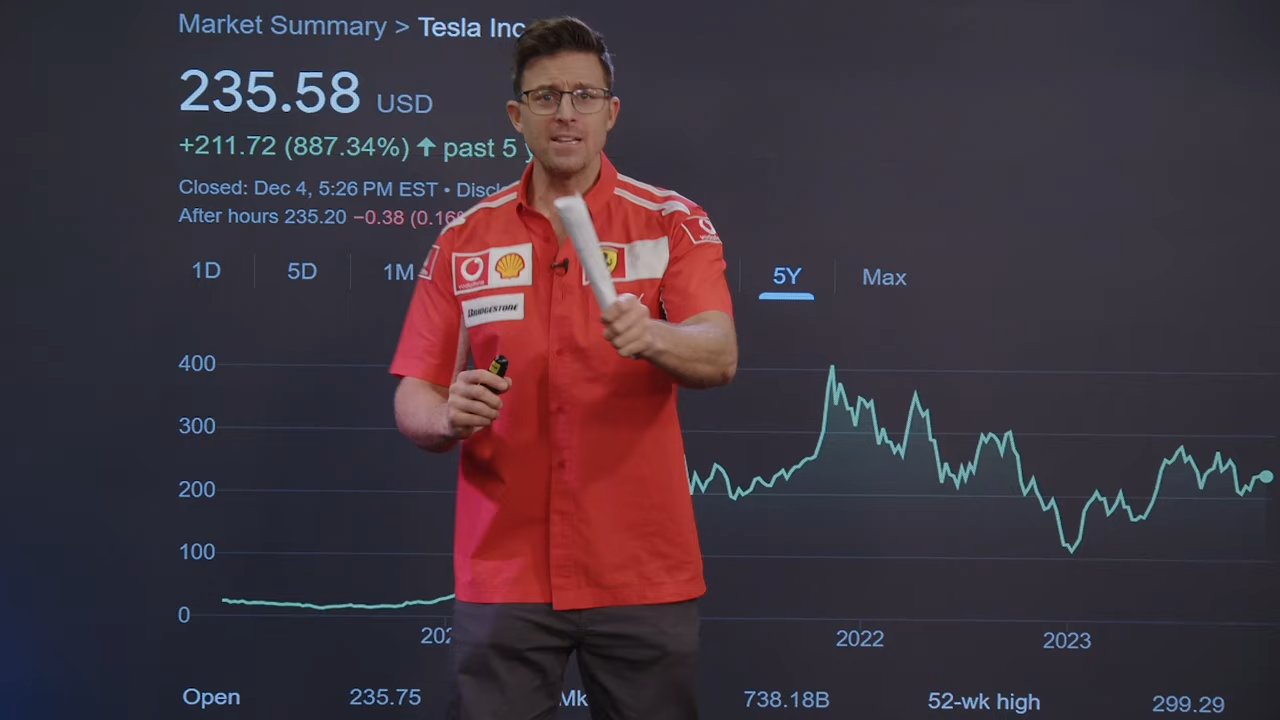 Market Summary > Tesla Inc
235.58 USD
+211.72 (887.34%) ↑ past 5
Closed: Dec 4, 5:26 PM EST •
After hours 235.20 −0.38
1D 5D 1M 5Y Max
vodafone
BRIDGESTONE
400
300
200
100
0
2022 2023
Open 235.75 738.18B 52-wk high 299.29